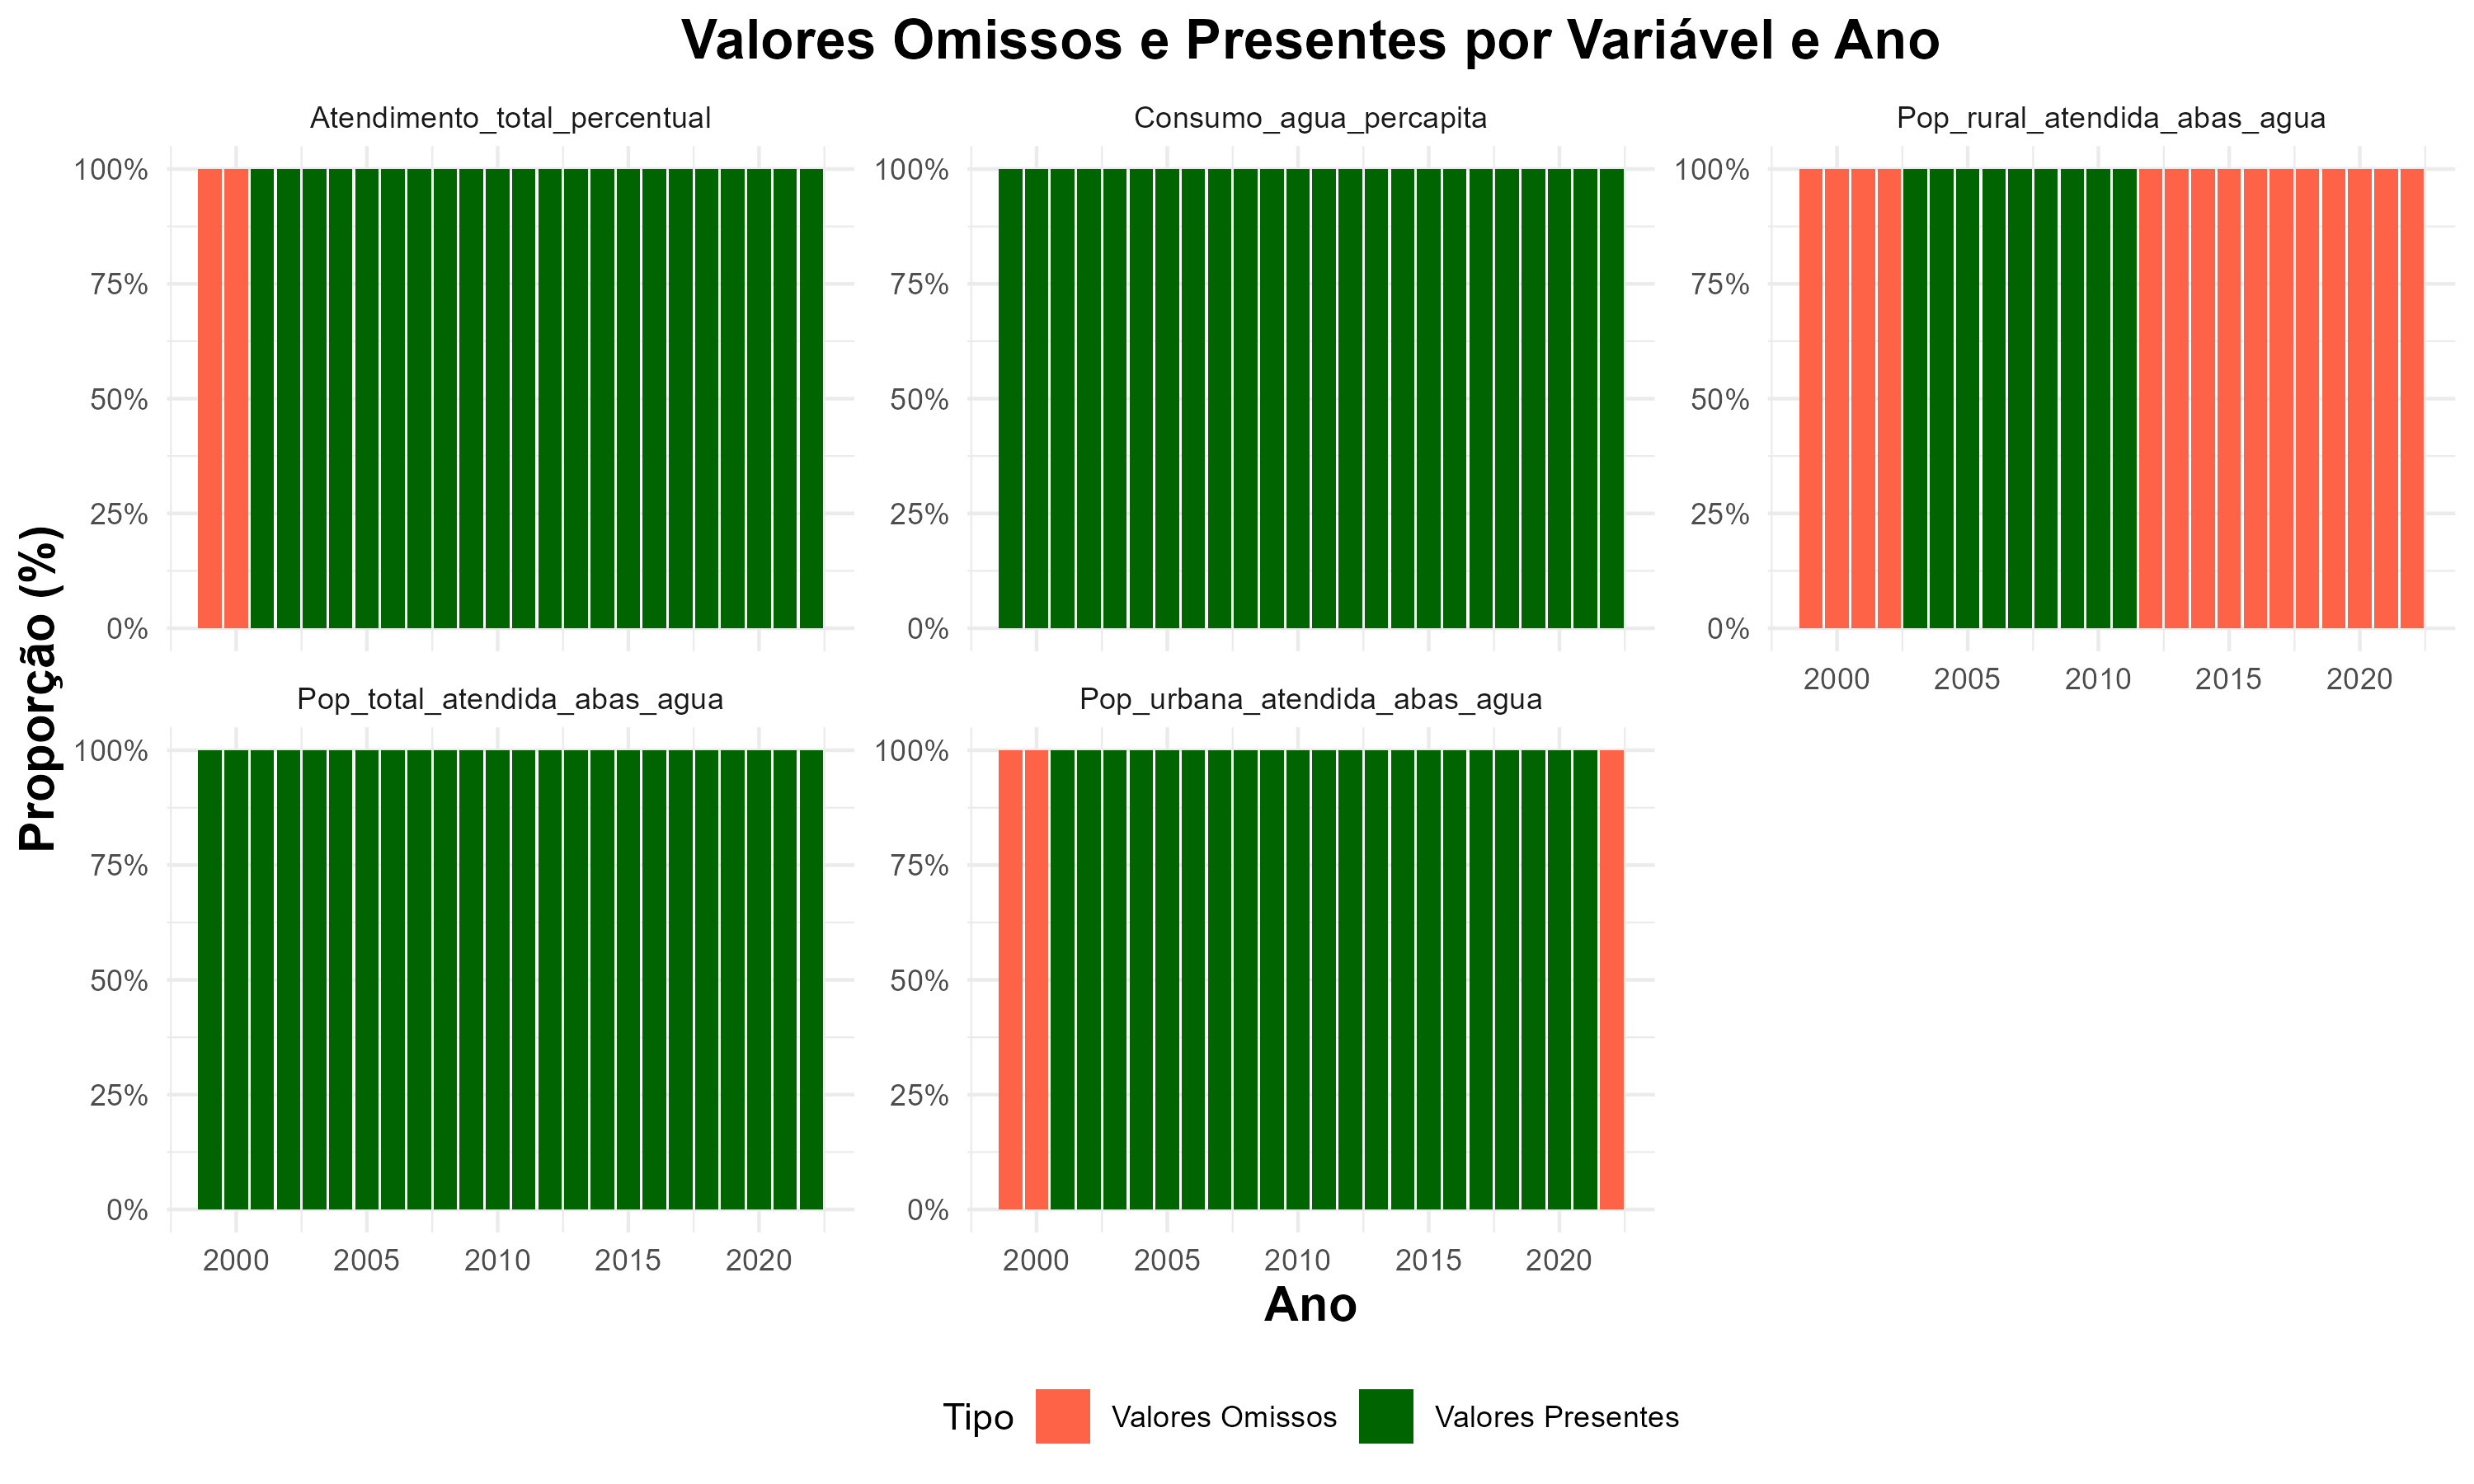 Valores Omissos e Presentes por Variável e Ano
Proporção (%)
Atendimento_total_percentual
100%
75%
50%
25%
0%
Consumo_agua_percapita
100%
75%
50%
25%
0%
Pop_rural_atendida_abas_agua
100%
75%
50%
25%
0%
2000 2005 2010 2015 2020
Pop_total_atendida_abas_agua
100%
75%
50%
25%
0%
2000 2005 2010 2015 2020
Pop_urbana_atendida_abas_agua
100%
75%
50%
25%
0%
2000 2005 2010 2015 2020
Ano
Tipo Valores Omissos Valores Presentes